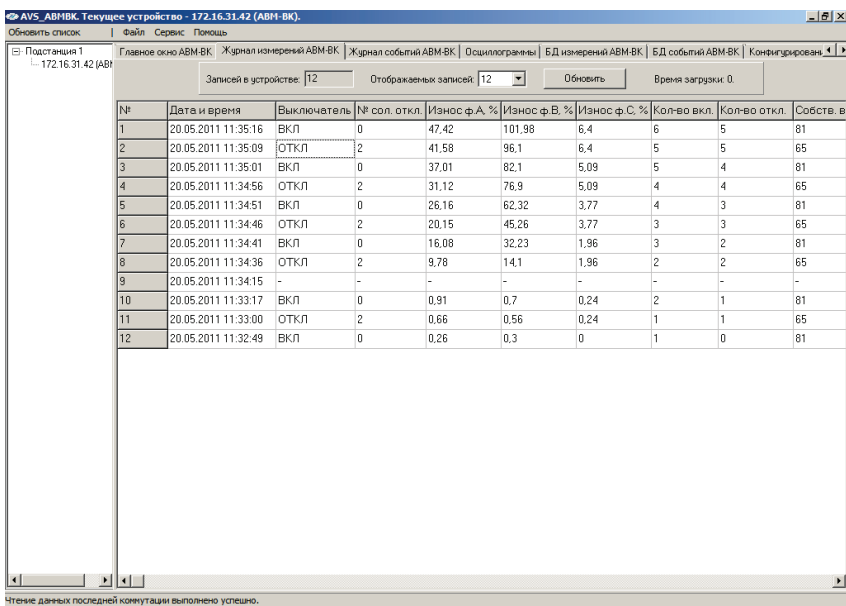 AVS_ABMBK. Текущее устройство - 172.16.31.42 (АВМ-ВК).
Обновить список | Файл Сервис Помощь
Подстанция 1
172.16.31.42 (АВМ
Главное окно АВМ-ВК Журнал измерений АВМ-ВК Журнал событий АВМ-ВК Осциллограммы БД измерений АВМ-ВК БД событий АВМ-ВК Конфигурирован
Записей в устройстве: 12 Отображаемых записей: 12 Обновить Время загрузки: 0.
№ Дата и время Выключатель № сол. откл. Износ ф.А, % Износ ф.В, % Износ ф.С, % Кол-во вкл. Кол-во откл. Собств. в
1 20.05.2011 11:35:16 ВКЛ 0 47,42 101,98 6,4 6 5 81
2 20.05.2011 11:35:09 ОТКЛ 2 41,58 96,1 6,4 5 5 65
3 20.05.2011 11:35:01 ВКЛ 0 37,01 82,1 5,09 5 4 81
4 20.05.2011 11:34:56 ОТКЛ 2 31,12 76,9 5,09 4 4 65
5 20.05.2011 11:34:51 ВКЛ 0 26,16 62,32 3,77 4 3 81
6 20.05.2011 11:34:46 ОТКЛ 2 20,15 45,26 3,77 3 3 65
7 20.05.2011 11:34:41 ВКЛ 0 16,08 32,23 1,96 3 2 81
8 20.05.2011 11:34:36 ОТКЛ 2 9,78 14,1 1,96 2 2 65
9 20.05.2011 11:34:15 - - - - - - - -
10 20.05.2011 11:33:17 ВКЛ 0 0,91 0,7 0,24 2 1 81
11 20.05.2011 11:33:00 ОТКЛ 2 0,66 0,56 0,24 1 1 65
12 20.05.2011 11:32:49 ВКЛ 0 0,26 0,3 0 1 0 81
Чтение данных последней коммутации выполнено успешно.